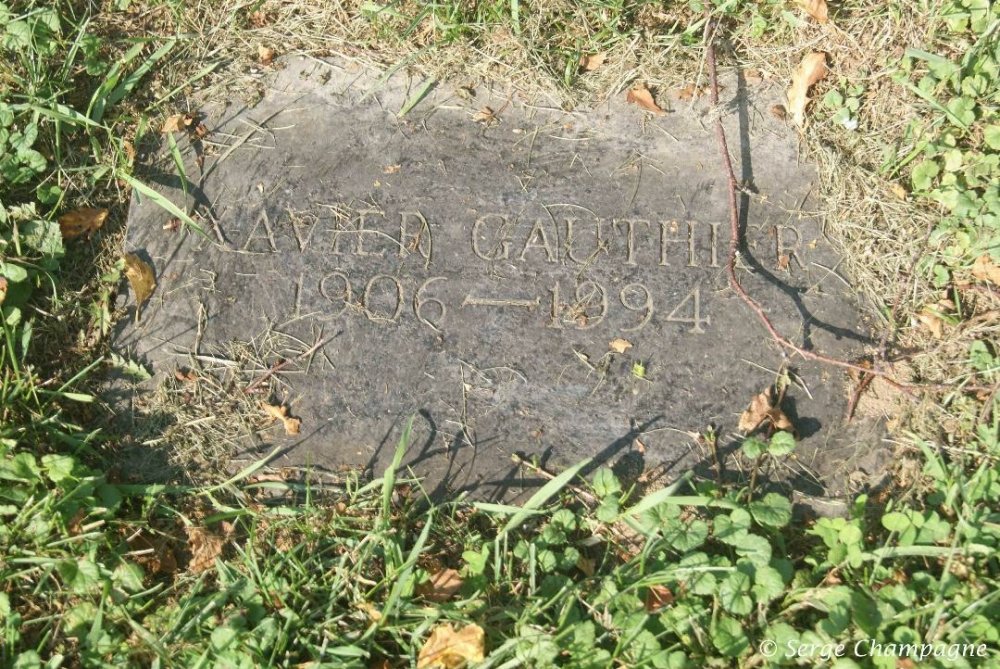 XAVIER GAUTHIER
1906 — 1994
© Serge Champagne